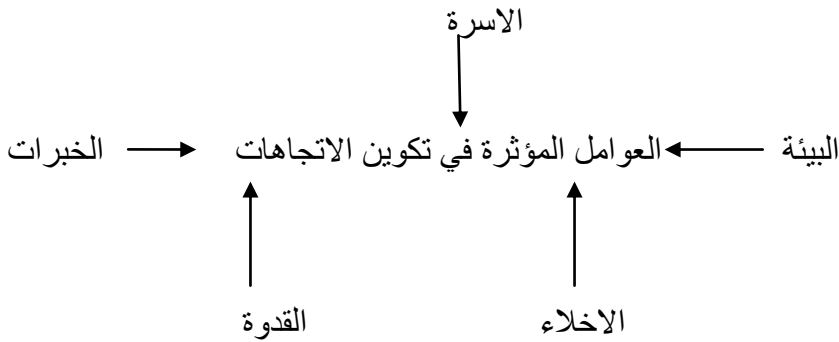 الاسرة
البيئة
العوامل المؤثرة في تكوين الاتجاهات
الخبرات
الاخلاء
القدوة